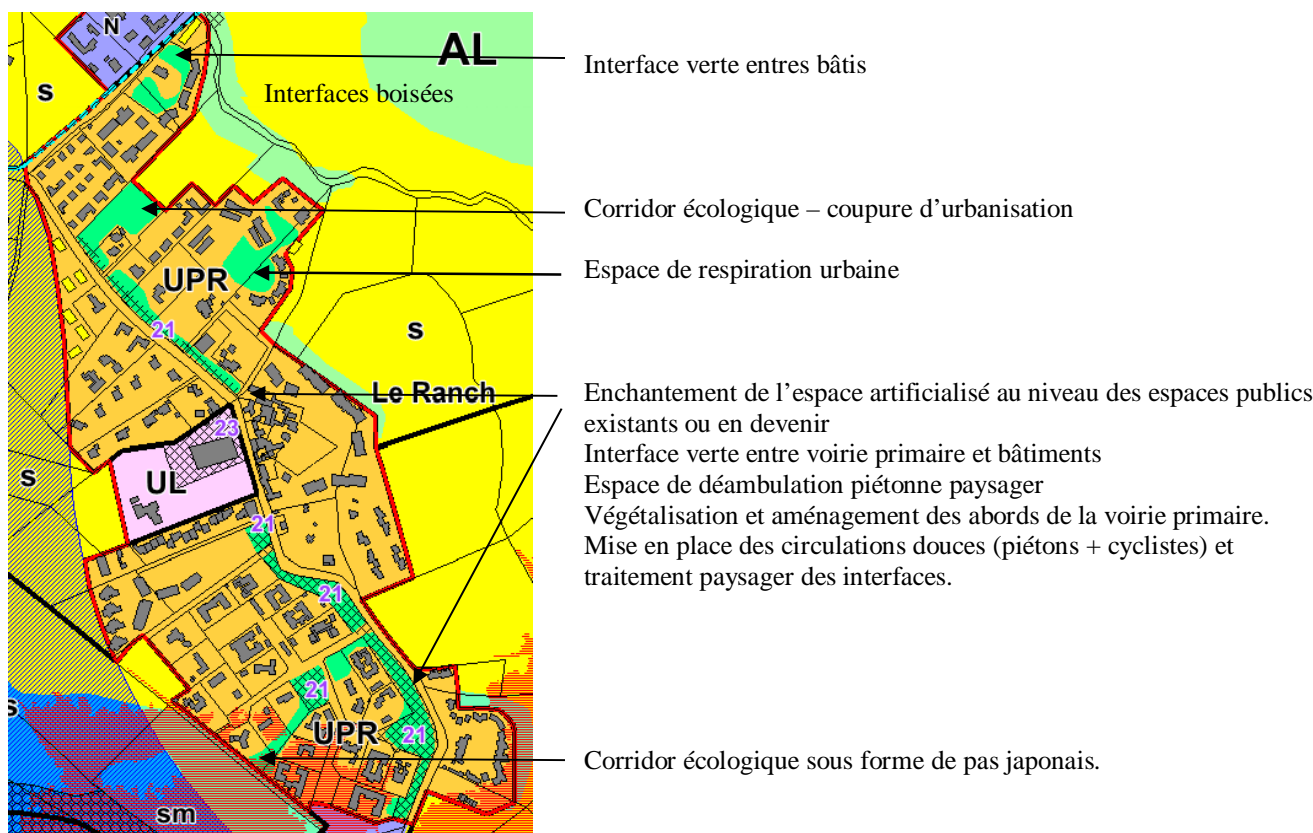 N
AL
Interface verte entres bâtis
s
Interfaces boisées
Corridor écologique – coupure d’urbanisation
Espace de respiration urbaine
UPR
21
s
Le Ranch
Enchantement de l’espace artificialisé au niveau des espaces publics
existants ou en devenir
23
Interface verte entre voirie primaire et bâtiments
s
UL
Espace de déambulation piétonne paysager
Végétalisation et aménagement des abords de la voirie primaire.
21
Mise en place des circulations douces (piétons + cyclistes) et
traitement paysager des interfaces.
21
21
s
UPR
21
Corridor écologique sous forme de pas japonais.
sm